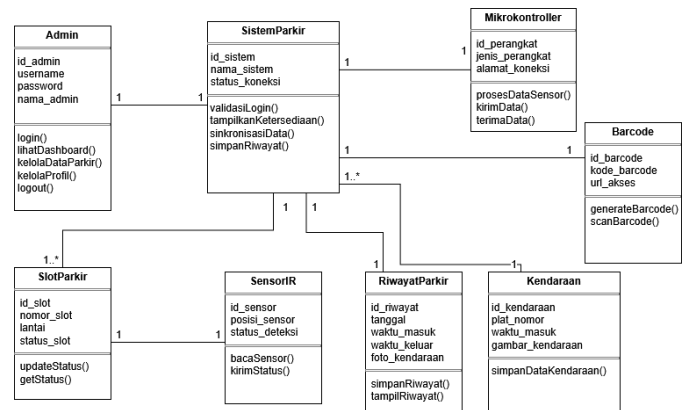 Admin
id_admin
username
password
nama_admin
login()
lihatDashboard()
kelolaDataParkir()
kelolaProfil()
logout()
1
1
SistemParkir
id_sistem
nama_sistem
status_koneksi
validasiLogin()
tampilkanKetersediaan()
sinkronisasiData()
simpanRiwayat()
1
1
Mikrokontroller
id_perangkat
jenis_perangkat
alamat_koneksi
prosesDataSensor()
kirimData()
terimaData()
1
1
Barcode
id_barcode
kode_barcode
url_akses
generateBarcode()
scanBarcode()
1..*
1
1
1..*
SlotParkir
id_slot
nomor_slot
lantai
status_slot
updateStatus()
getStatus()
1
1
SensorIR
id_sensor
posisi_sensor
status_deteksi
bacaSensor()
kirimStatus()
1
RiwayatParkir
id_riwayat
tanggal
waktu_masuk
waktu_keluar
foto_kendaraan
simpanRiwayat()
tampilRiwayat()
1
Kendaraan
id_kendaraan
plat_nomor
waktu_masuk
gambar_kendaraan
simpanDataKendaraan()